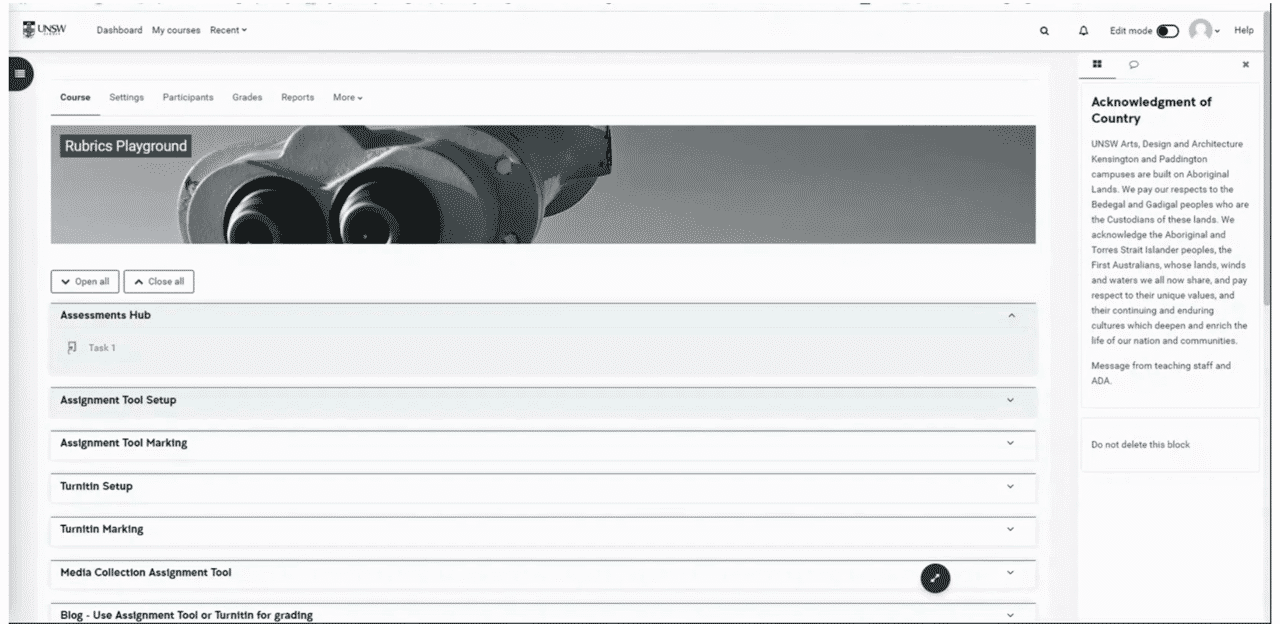 UNSW
Dashboard My courses Recent
Edit mode Help
Course Settings Participants Grades Reports More
Rubrics Playground
Open all Close all
Assessments Hub
Task 1
Assignment Tool Setup
Assignment Tool Marking
Turnitin Setup
Turnitin Marking
Media Collection Assignment Tool
Blog - Use Assignment Tool or Turnitin for grading
Acknowledgment of
Country
UNSW Arts, Design and Architecture
Kensington and Paddington
campuses are built on Aboriginal
Lands. We pay our respects to the
Bedegal and Gadigal peoples who are
the Custodians of these lands. We
acknowledge the Aboriginal and
Torres Strait Islander peoples, the
First Australians, whose lands, winds
and waters we all now share, and pay
respect to their unique values, and
their continuing and enduring
cultures which deepen and enrich the
life of our nation and communities.
Message from teaching staff and
ADA.
Do not delete this block